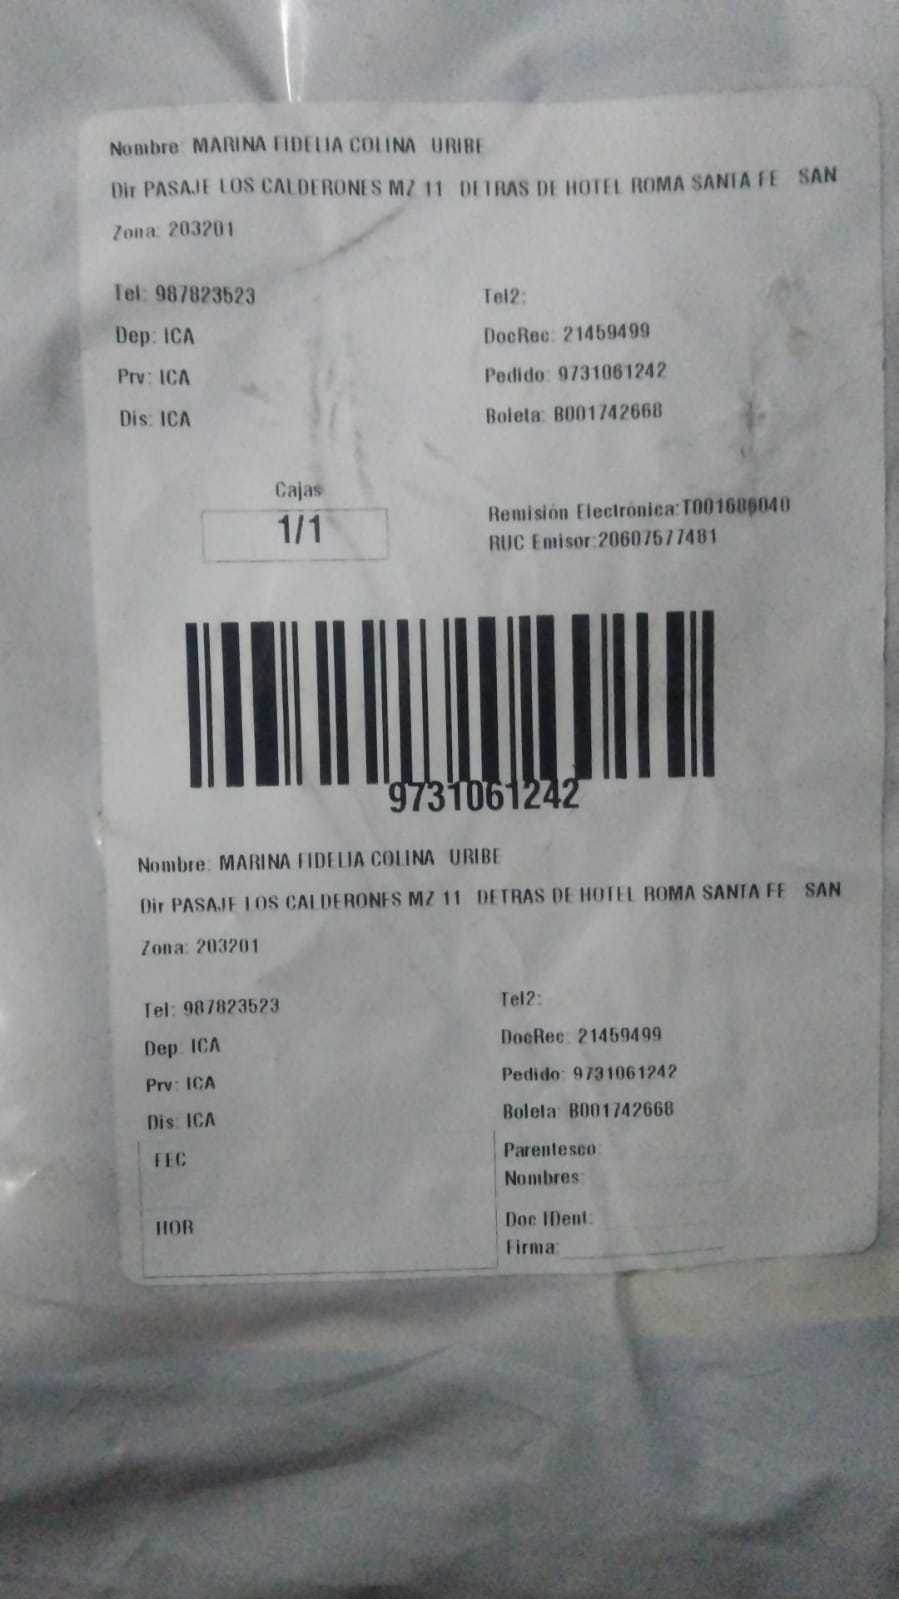 Nombre: MARINA FIDELIA COLINA URIBE
Dir PASAJE LOS CALDERONES MZ 11 DETRAS DE HOTEL ROMA SANTA FE SAN
Zona: 203201
Tel: 987823523
Tel2:
Dep: ICA
DocRec: 21459499
Prv: ICA
Pedido: 9731061242
Dis: ICA
Boleta: B001742668
Cajas
1/1
Remisión Electrónica:T001686040
RUC Emisor:20607577481
9731061242
Nombre: MARINA FIDELIA COLINA URIBE
Dir PASAJE LOS CALDERONES MZ 11 DETRAS DE HOTEL ROMA SANTA FE SAN
Zona: 203201
Tel: 987823523
Tel2:
Dep: ICA
DocRec: 21459499
Prv: ICA
Pedido: 9731061242
Dis: ICA
Boleta: B001742668
FEC
Parentesco:
Nombres:
HOR
Doc IDent:
Firma: